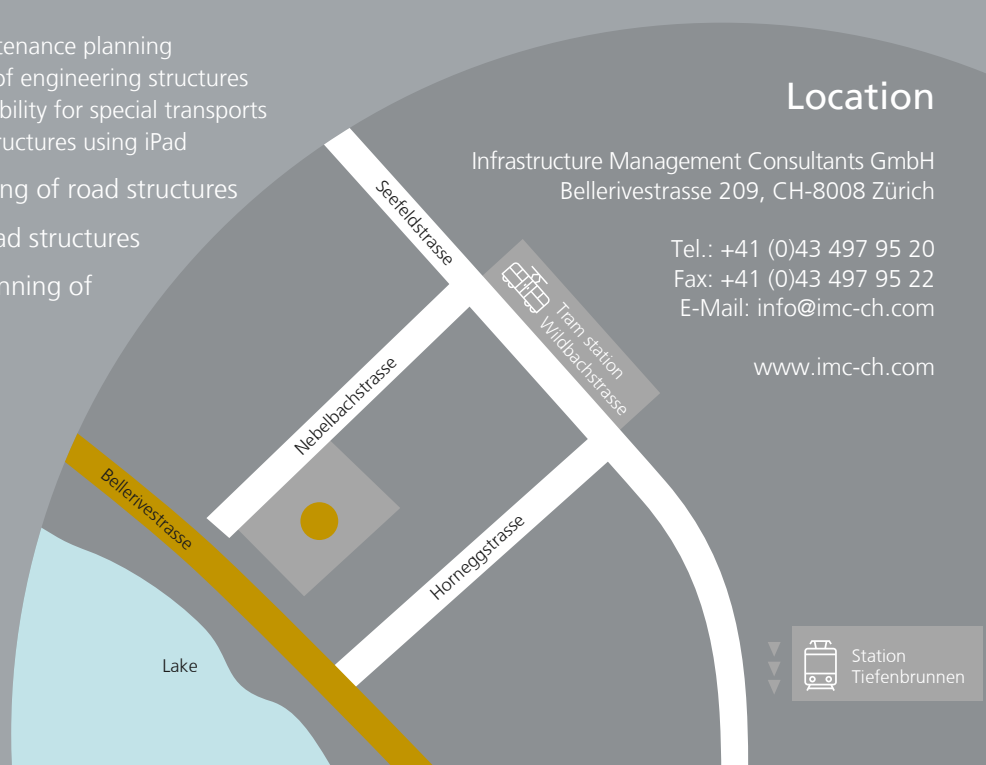 tenance planning
of engineering structures
bility for special transports
ructures using iPad
ng of road structures
ad structures
nning of
Location
Infrastructure Management Consultants GmbH
Bellerivestrasse 209, CH-8008 Zürich
Tel.: +41 (0)43 497 95 20
Fax: +41 (0)43 497 95 22
E-Mail: info@imc-ch.com
www.imc-ch.com
Seefeldstrasse
Tram station
Wildbachstrasse
Nebelbachstrasse
Bellerivestrasse
Horneggstrasse
Lake
Station
Tiefenbrunnen